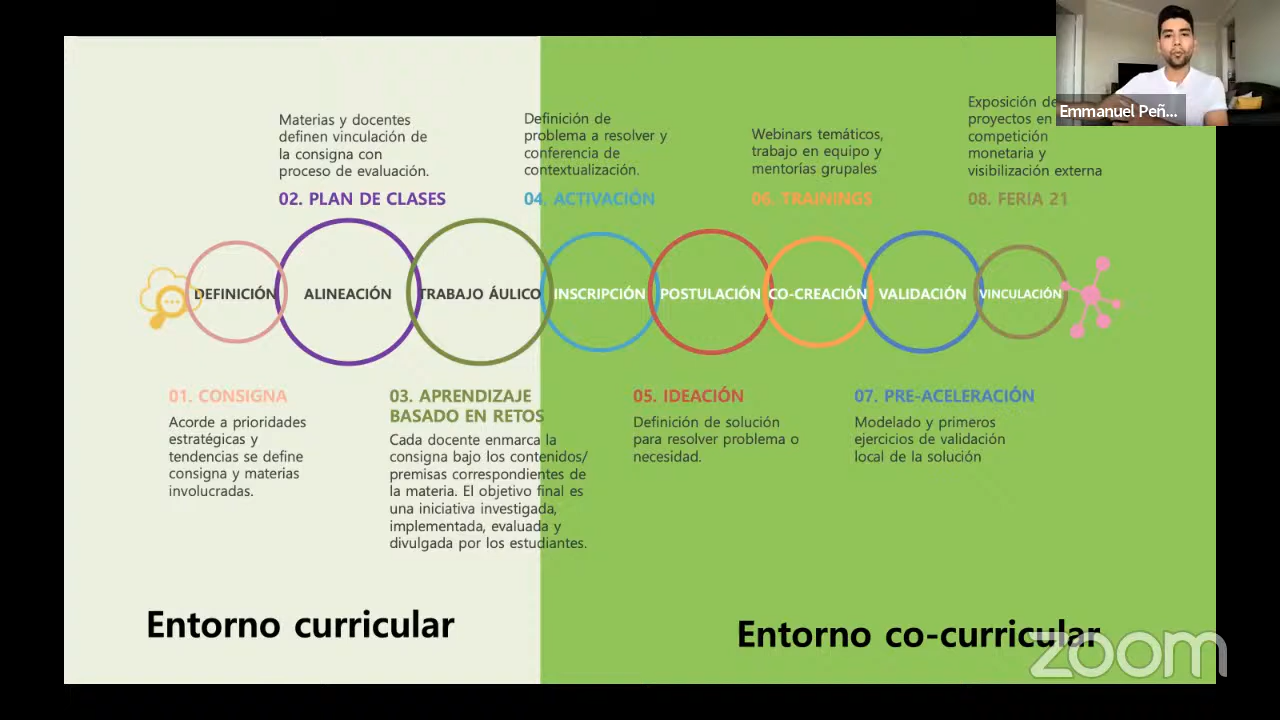 Emmanuel Peñ...
Materias y docentes
definen vinculación de
la consigna con
proceso de evaluación.
02. PLAN DE CLASES
Definición de
problema a resolver y
conferencia de
contextualización.
04. ACTIVACIÓN
Webinars temáticos,
trabajo en equipo y
mentorías grupales
06. TRAININGS
Exposición de
proyectos en
competición
monetaria y
visibilización externa
08. FERIA 21
DEFINICIÓN
ALINEACIÓN
TRABAJO ÁULICO
INSCRIPCIÓN
POSTULACIÓN
CO-CREACIÓN
VALIDACIÓN
VINCULACIÓN
01. CONSIGNA
Acorde a prioridades
estratégicas y
tendencias se define
consigna y materias
involucradas.
03. APRENDIZAJE
BASADO EN RETOS
Cada docente enmarca la
consigna bajo los contenidos/
premisas correspondientes de
la materia. El objetivo final es
una iniciativa investigada,
implementada, evaluada y
divulgada por los estudiantes.
05. IDEACIÓN
Definición de solución
para resolver problema o
necesidad.
07. PRE-ACELERACIÓN
Modelado y primeros
ejercicios de validación
local de la solución
Entorno curricular
Entorno co-curricular
zoom